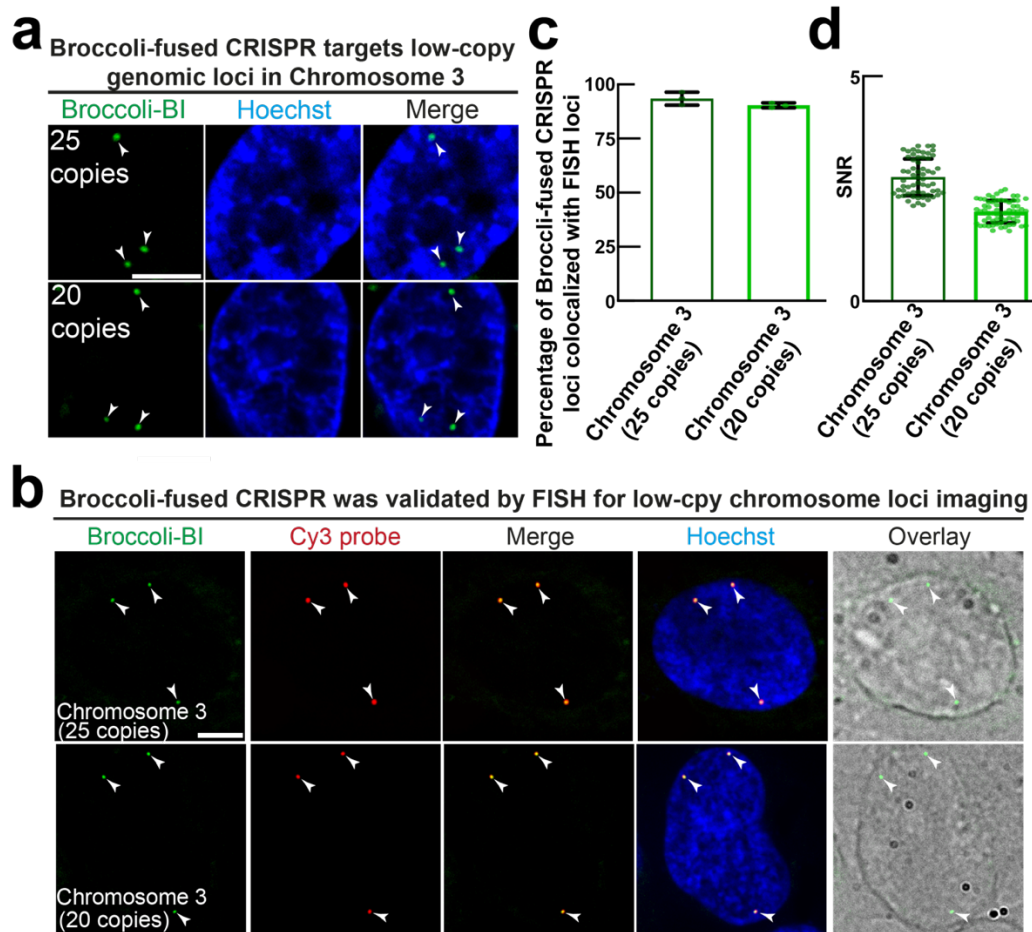 a
Broccoli-fused CRISPR targets low-copy
genomic loci in Chromosome 3
Broccoli-BI Hoechst Merge
25
copies
20
copies
c
Percentage of Broccli-fused CRISPR
loci colocalized with FISH loci
100
75
50
25
0
Chromosome 3
(25 copies)
Chromosome 3
(20 copies)
d
SNR
5
0
Chromosome 3
(25 copies)
Chromosome 3
(20 copies)
b
Broccoli-fused CRISPR was validated by FISH for low-cpy chromosome loci imaging
Broccoli-BI Cy3 probe Merge Hoechst Overlay
Chromosome 3
(25 copies)
Chromosome 3
(20 copies)